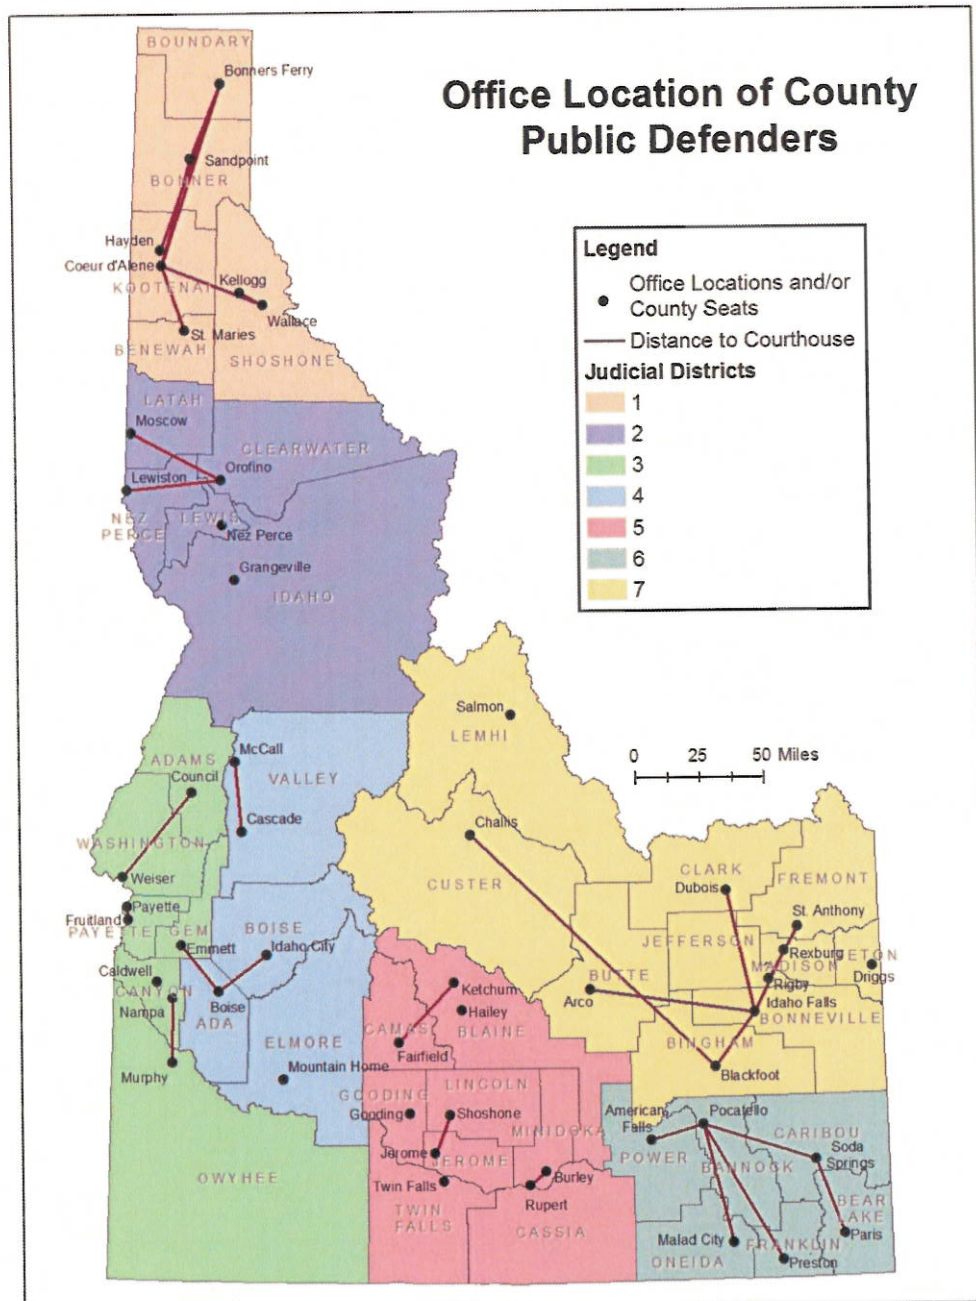 Office Location of County
Public Defenders
BOUNDARY
Bonners Ferry
Sandpoint
BONNER
Hayden
Coeur d'Alene
KOOTENAI
Kellogg
Wallace
St. Maries
BENEWAH
SHOSHONE
Legend
Office Locations and/or
County Seats
Distance to Courthouse
Judicial Districts
1
2
3
4
5
6
7
LATAH
Moscow
CLEARWATER
Orofino
Lewiston
NEZ
PERCE
LEWIS
Nez Perce
Grangeville
IDAHO
Salmon
LEMHI
0 25 50 Miles
ADAMS
Council
McCall
VALLEY
Cascade
WASHINGTON
Weiser
Challis
CUSTER
CLARK
Dubois
FREMONT
St. Anthony
Payette
Fruitland
PAYETTE
GEM
Emmett
BOISE
Idaho City
JEFFERSON
Rexburg
MADISON
TETON
Driggs
Rigby
Caldwell
CANYON
Nampa
Boise
ADA
Ketchum
Hailey
BLAINE
CAMAS
Fairfield
BUTTE
Arco
Idaho Falls
BONNEVILLE
BINGHAM
Blackfoot
Murphy
ELMORE
Mountain Home
GOODING
Gooding
LINCOLN
Shoshone
MINIDOKA
Jerome
JEROME
Twin Falls
TWIN
FALLS
Burley
Rupert
CASSIA
OWYHEE
American
Falls
POWER
Pocatello
BANNOCK
CARIBOU
Soda
Springs
BEAR
LAKE
Paris
Malad City
ONEIDA
FRANKLIN
Preston